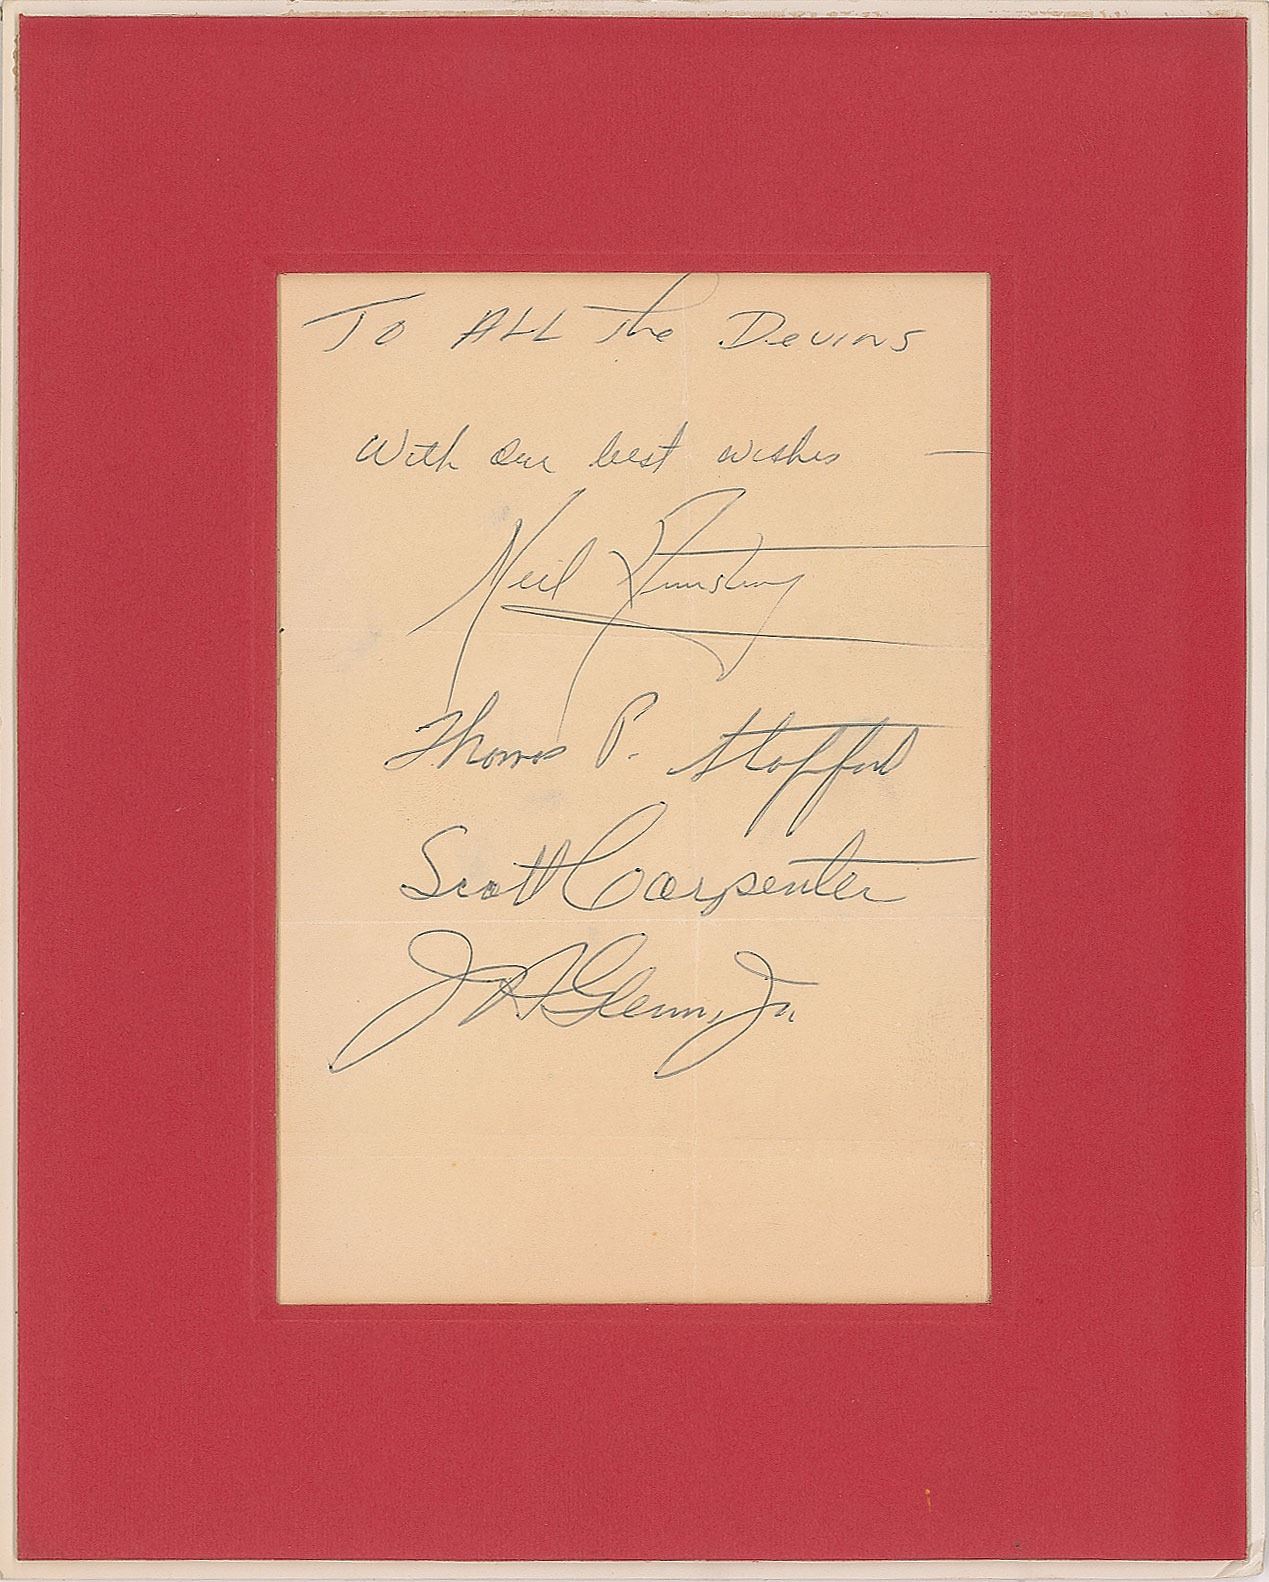 To ALL The Devins
With our best wishes —
Neil Armstrong
Thomas P. Stafford
Scott Carpenter
J H Glenn, Jr.